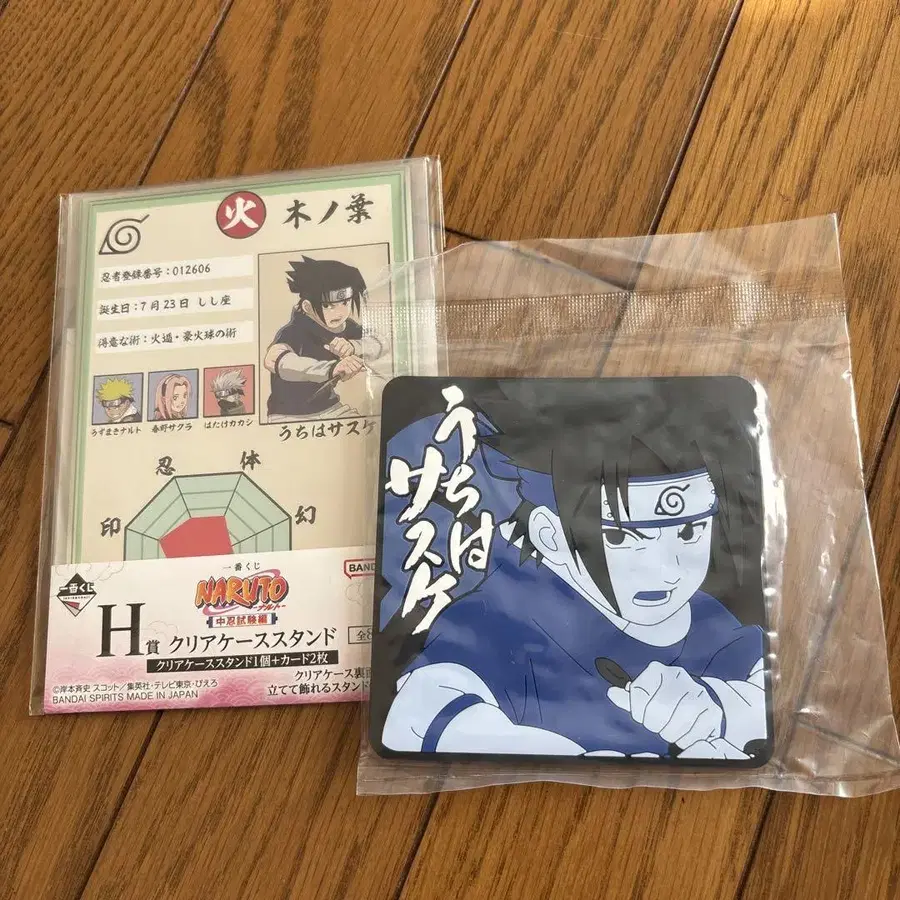 火 木ノ葉
忍者登録番号:012606
誕生日:7月23日 しし座
得意な術:火遁・豪火球の術
うずまきナルト
春野サクラ
はたけカカシ
うちはサスケ
忍 体
印 幻
一番くじ
一番くじ
NARUTO
ナルト
中忍試験編
BAND
H賞 クリアケーススタンド
全8
クリアケーススタンド1個+カード2枚
クリアケース裏面
立てて飾れるスタンド
©岸本斉史 スコット/集英社・テレビ東京・ぴえろ
BANDAI SPIRITS MADE IN JAPAN
うちは
サスケ